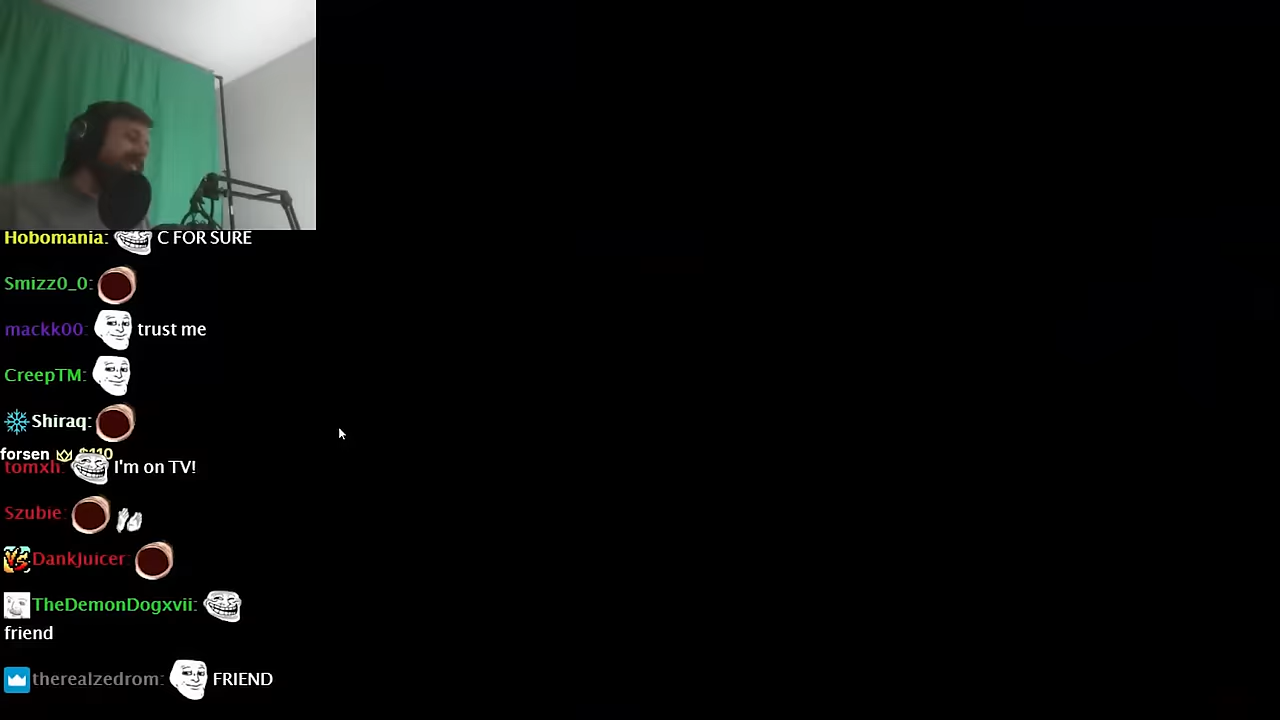 Hobomania: C FOR SURE
Smizz0_0:
mackk00: trust me
CreepTM:
Shiraq:
forsen $110
tomxh: I'm on TV!
Szubie:
DankJuicer:
TheDemonDogxvii:
friend
therealzedrom: FRIEND